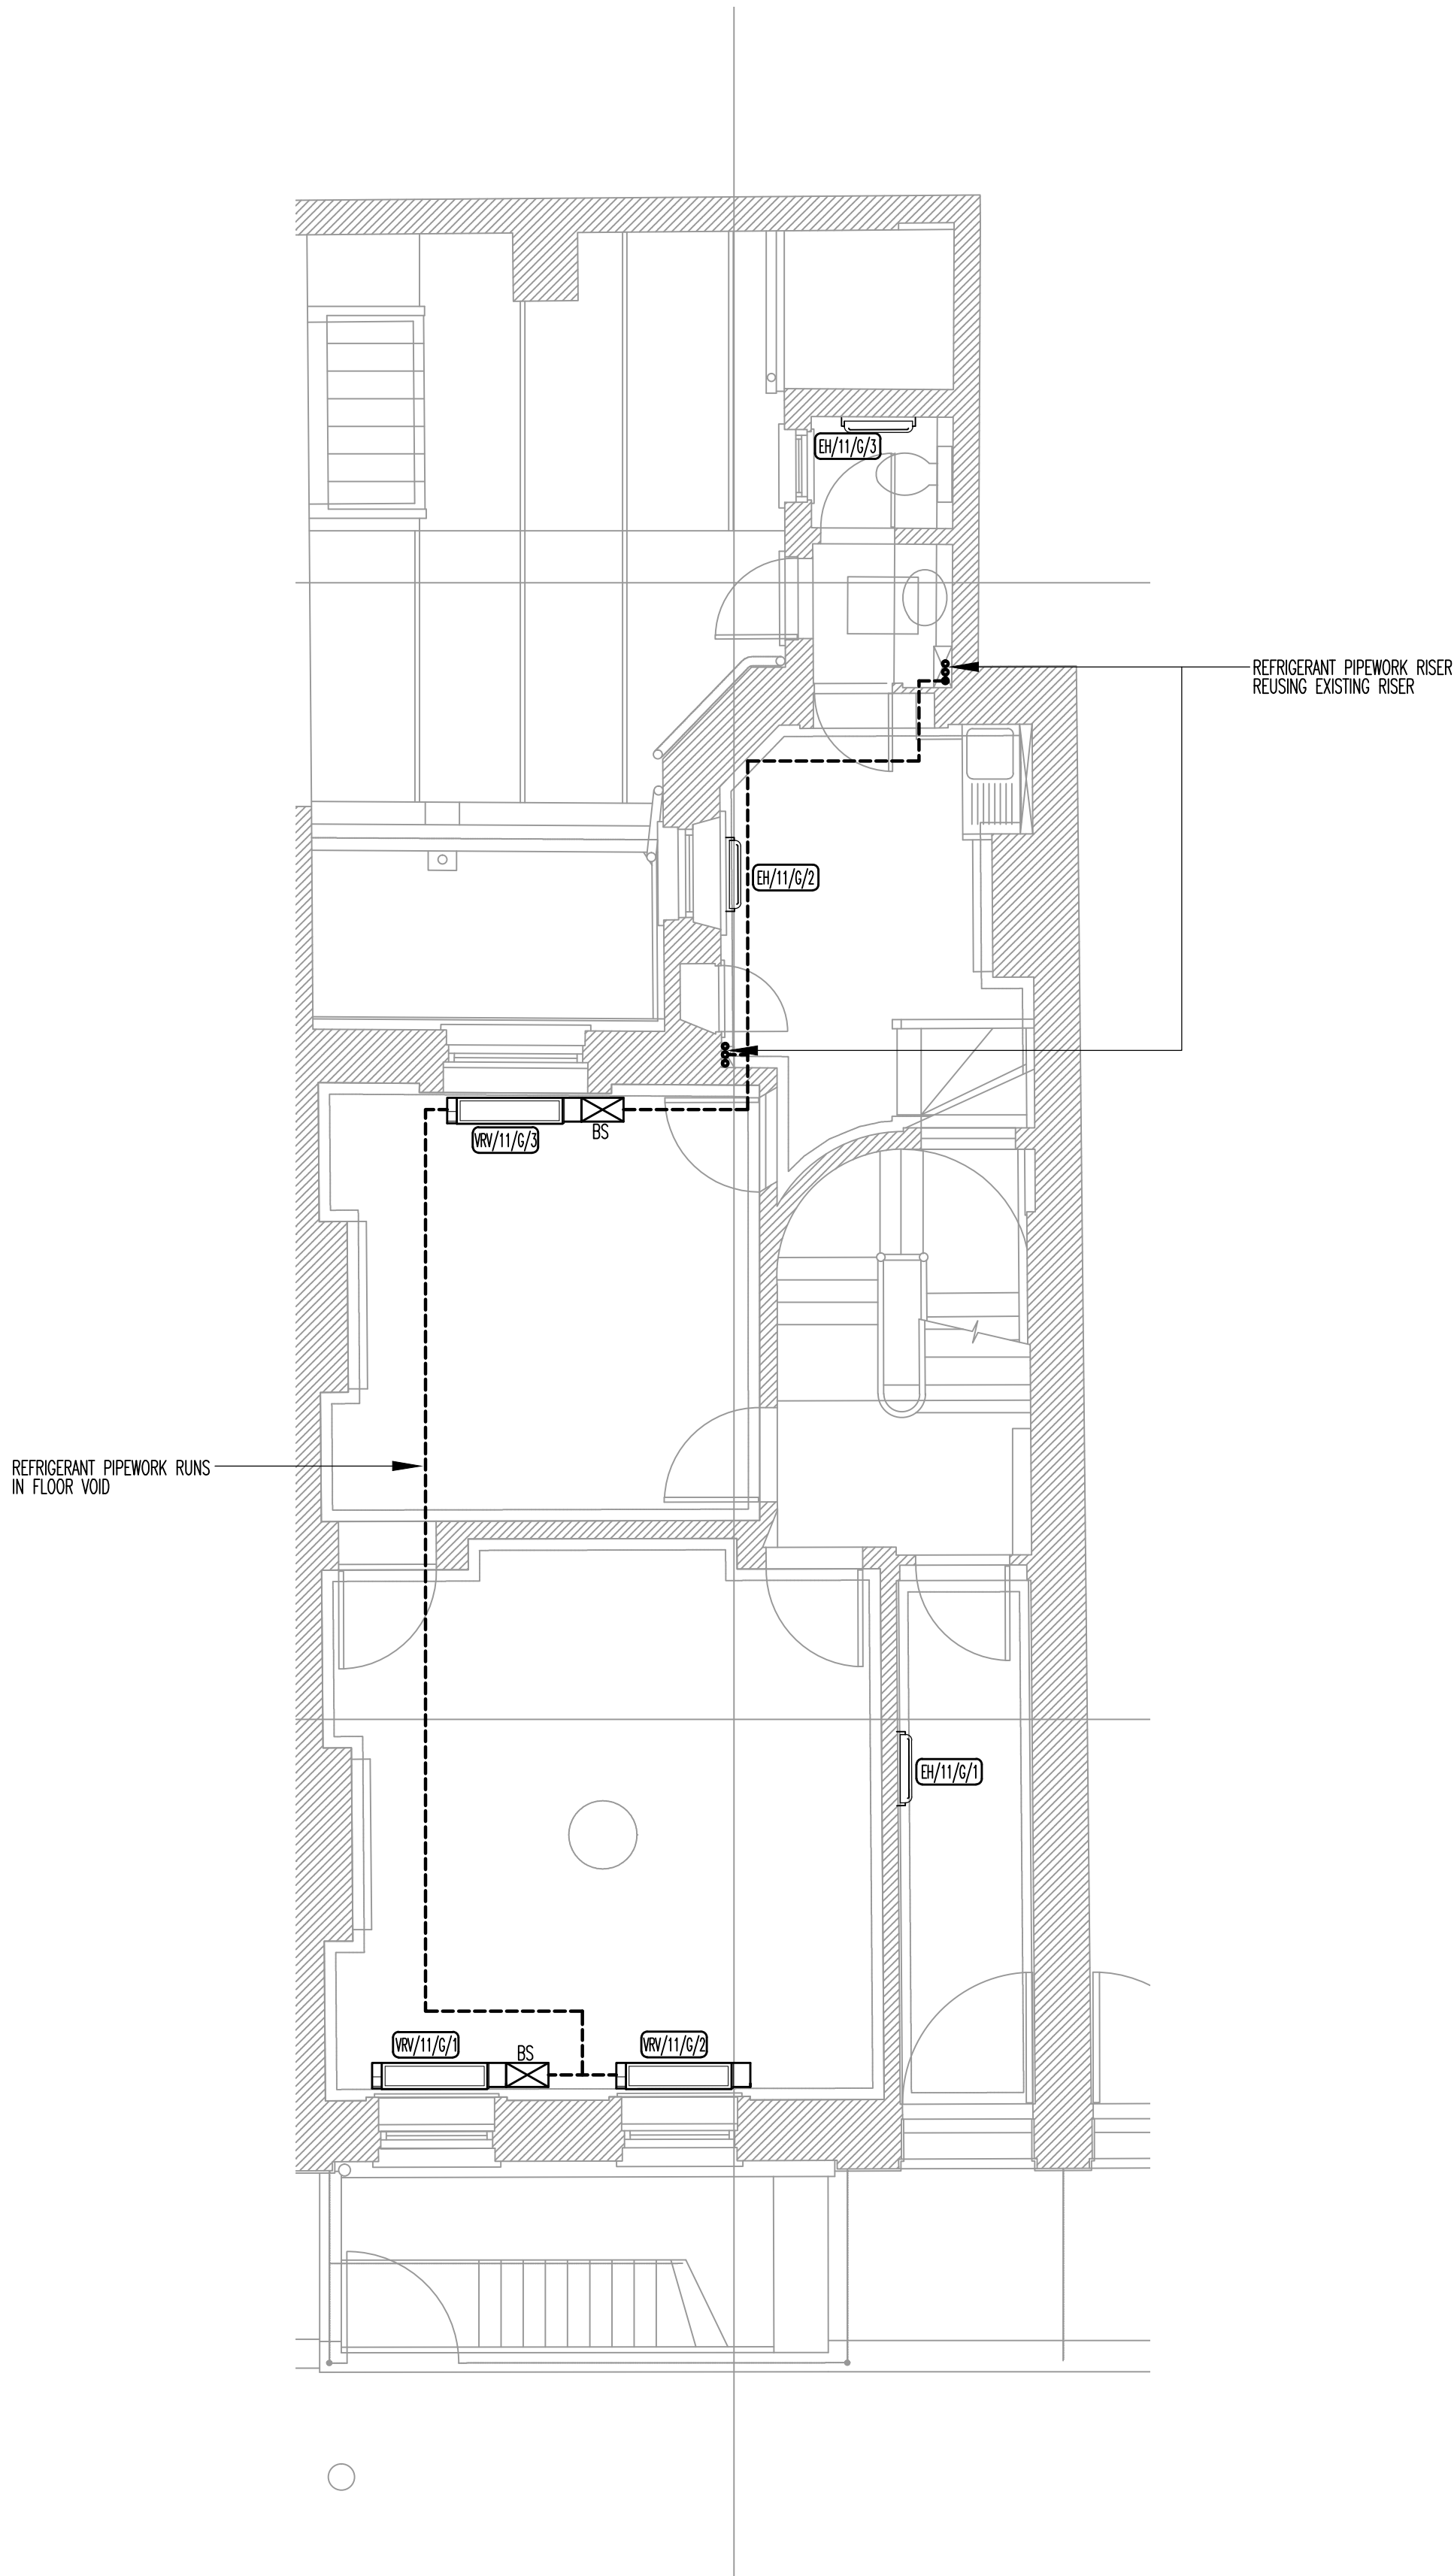 EH/11/G/3
REFRIGERANT PIPEWORK RISER
REUSING EXISTING RISER
EH/11/G/2
VRV/11/G/3
BS
REFRIGERANT PIPEWORK RUNS
IN FLOOR VOID
EH/11/G/1
VRV/11/G/1
BS
VRV/11/G/2